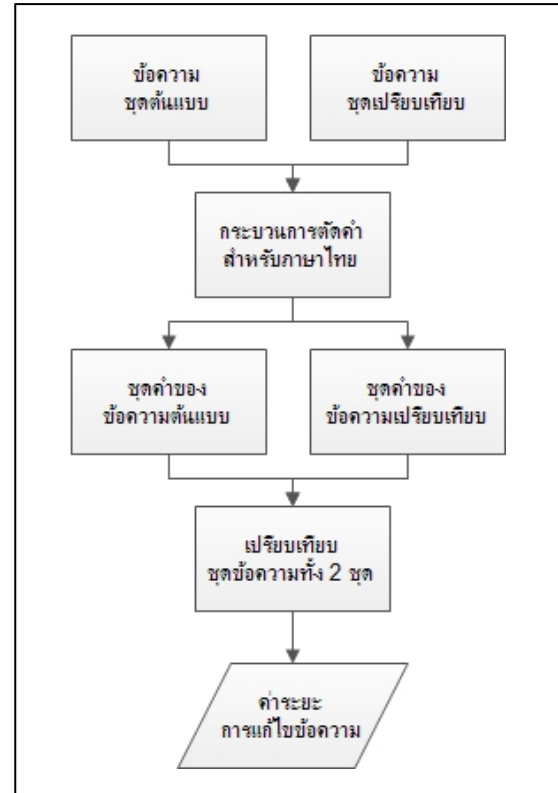 ข้อความ
ชุดต้นแบบ
ข้อความ
ชุดเปรียบเทียบ
กระบวนการตัดคำ
สำหรับภาษาไทย
ชุดคำของ
ข้อความต้นแบบ
ชุดคำของ
ข้อความเปรียบเทียบ
เปรียบเทียบ
ชุดข้อความทั้ง 2 ชุด
ค่าระยะ
การแก้ไขข้อความ